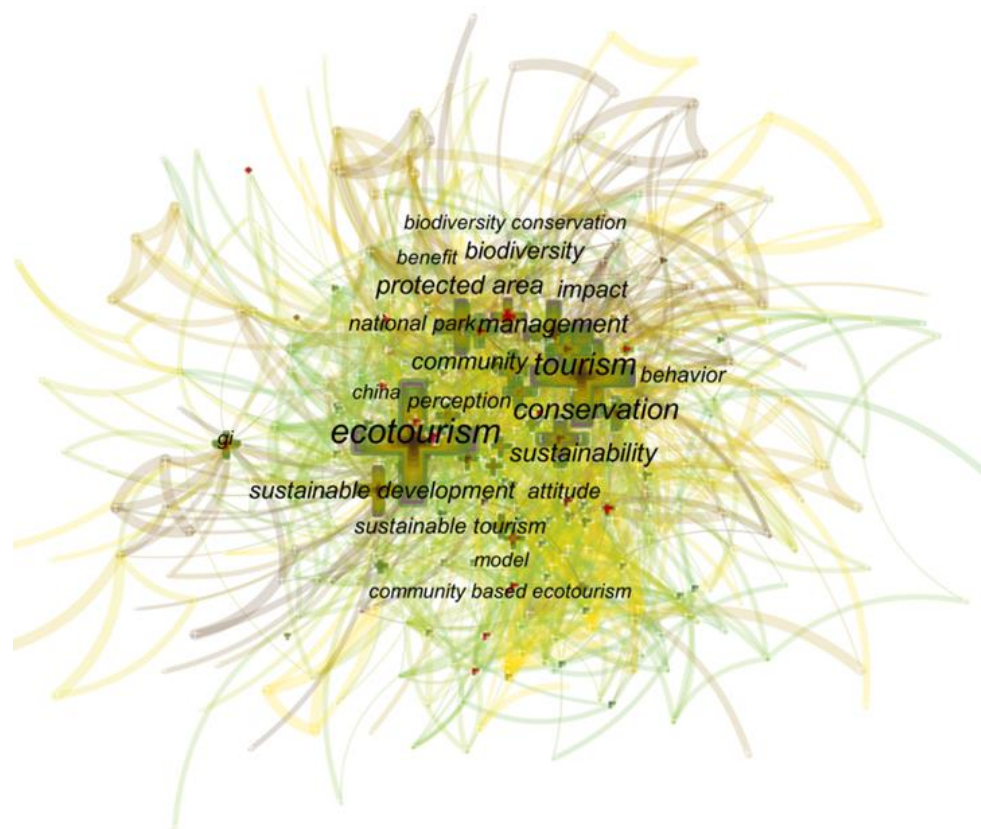 biodiversity conservation
benefit biodiversity
protected area impact
national park management
community tourism behavior
china perception conservation
ecotourism
gi
sustainability
sustainable development attitude
sustainable tourism
model
community based ecotourism